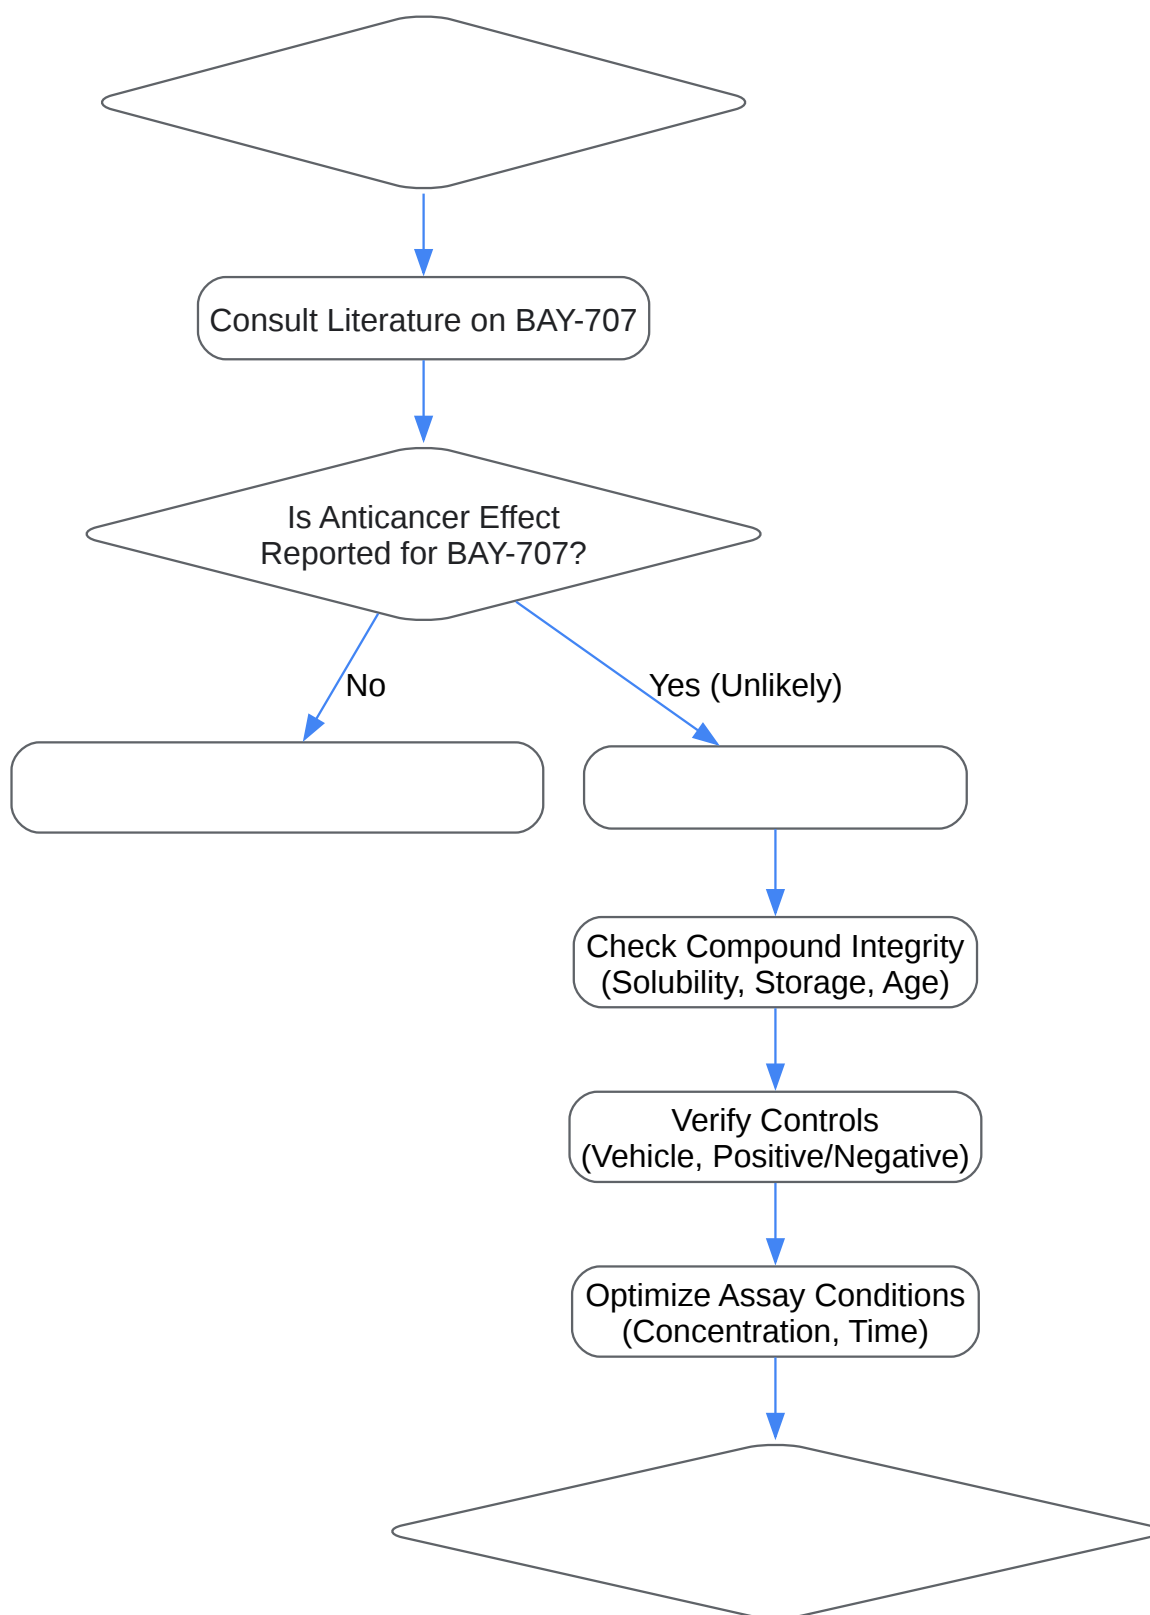 Consult Literature on BAY-707
Is Anticancer Effect
Reported for BAY-707?
No
Yes (Unlikely)
Check Compound Integrity
(Solubility, Storage, Age)
Verify Controls
(Vehicle, Positive/Negative)
Optimize Assay Conditions
(Concentration, Time)